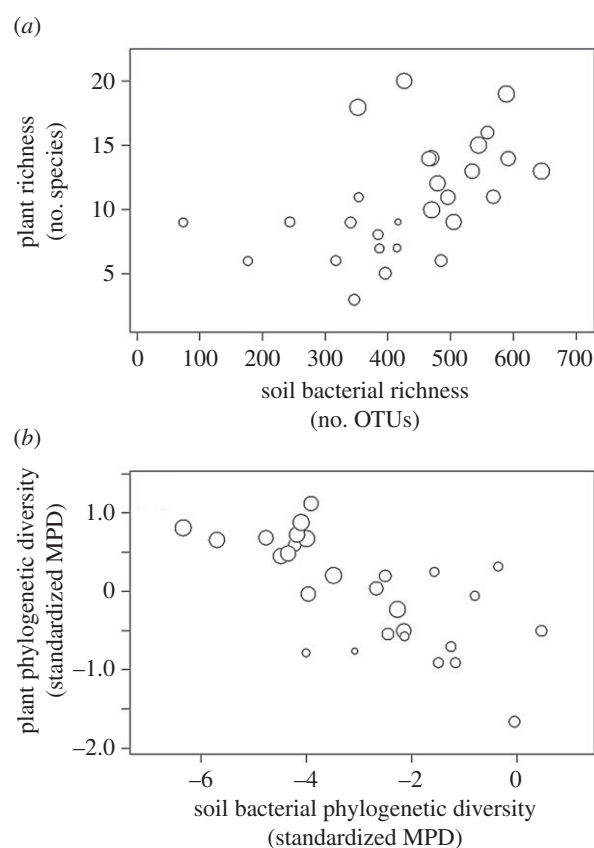 (a)
plant richness
(no. species)
20
15
10
5
0 100 200 300 400 500 600 700
soil bacterial richness
(no. OTUs)
(b)
plant phylogenetic diversity
(standardized MPD)
1.0
0
–1.0
–2.0
–6 –4 –2 0
soil bacterial phylogenetic diversity
(standardized MPD)